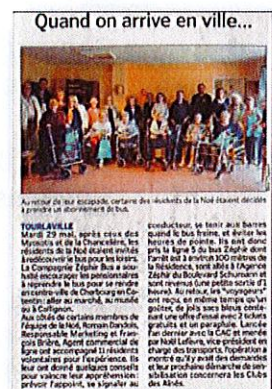 Quand on arrive en ville...
Au retour de leur escapade, certains des résidents de la Noé étaient décidés
à prendre un abonnement de bus.
TOURLAVILLE
Mardi 29 mai, après ceux des
Myosotis et de la Chancelière, les
résidents de la Noé étaient invités
à redécouvrir le bus pour les loisirs.
La Compagnie Zéphir Bus a sou-
haité encourager les pensionnaires
à reprendre le bus pour se rendre
en centre-ville de Cherbourg en Co-
tentin: aller au marché, au musée
ou à Carlignan.
Aux côtés de certains membres de
l'équipe de la Noé, Romain Dandois,
Responsable Marketing et Fran-
çois Brière, Agent commercial de
ligne ont accompagné 11 résidents
volontaires pour l'expérience. Ils
leur ont donné quelques conseils
pour vaincre leur appréhension :
prévoir l'appoint, se signaler au
conducteur, se tenir aux barres
quand le bus freine, et éviter les
heures de pointe. Ils ont donc
pris la ligne 5 du bus Zéphir dont
l'arrêt est à environ 100 mètres de
la Résidence, sont allés à l'Agence
Zéphir du Boulevard Schumann et
sont revenus (une petite sortie d'1
heure). Au retour, les "voyageurs"
ont reçu, en même temps qu'un
goûter, de jolis sacs bleus conte-
nant une offre d'essai avec 2 tickets
gratuits et un parapluie. Lancée
l'an dernier avec la CAC et menée
par Noël Lefèvre, vice-président en
chargé des transports, l'opération a
montré qu'il y avait des demandes
et leur prochaine démarche de sen-
sibilisation concernera les Clubs
des Aînés.